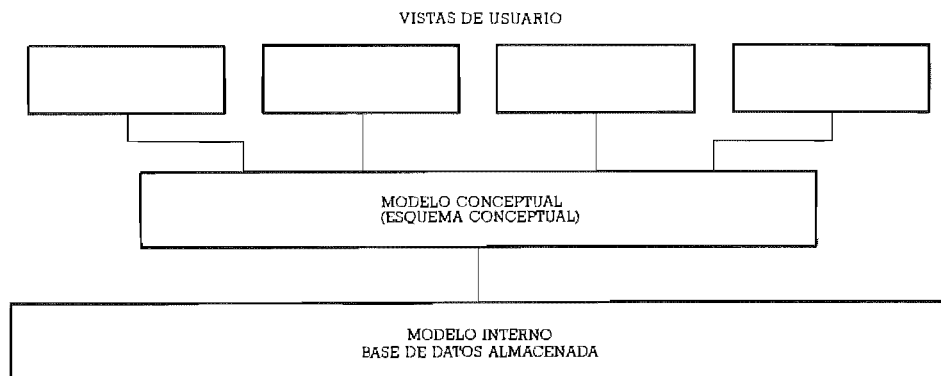 VISTAS DE USUARIO
MODELO CONCEPTUAL
(ESQUEMA CONCEPTUAL)
MODELO INTERNO
BASE DE DATOS ALMACENADA